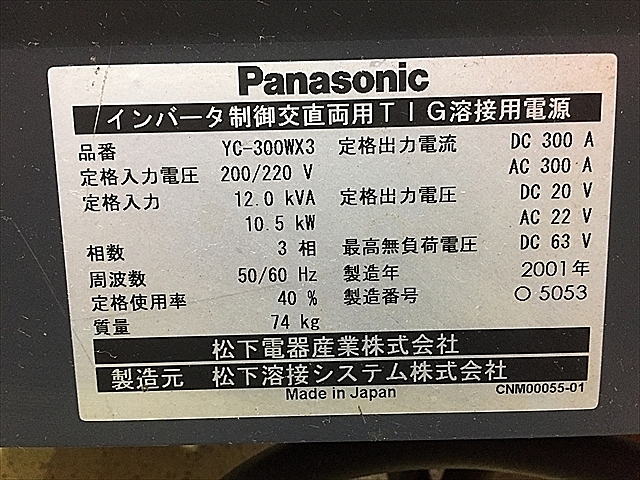 Panasonic
インバータ制御交直両用TIG溶接用電源
品番 YC-300WX3 定格出力電流 DC 300 A
定格入力電圧 200/220 V AC 300 A
定格入力 12.0 kVA 定格出力電圧 DC 20 V
10.5 kW AC 22 V
相数 3 相 最高無負荷電圧 DC 63 V
周波数 50/60 Hz 製造年 2001年
定格使用率 40 % 製造番号 O 5053
質量 74 kg
松下電器産業株式会社
製造元 松下溶接システム株式会社
Made in Japan CNM00055-01